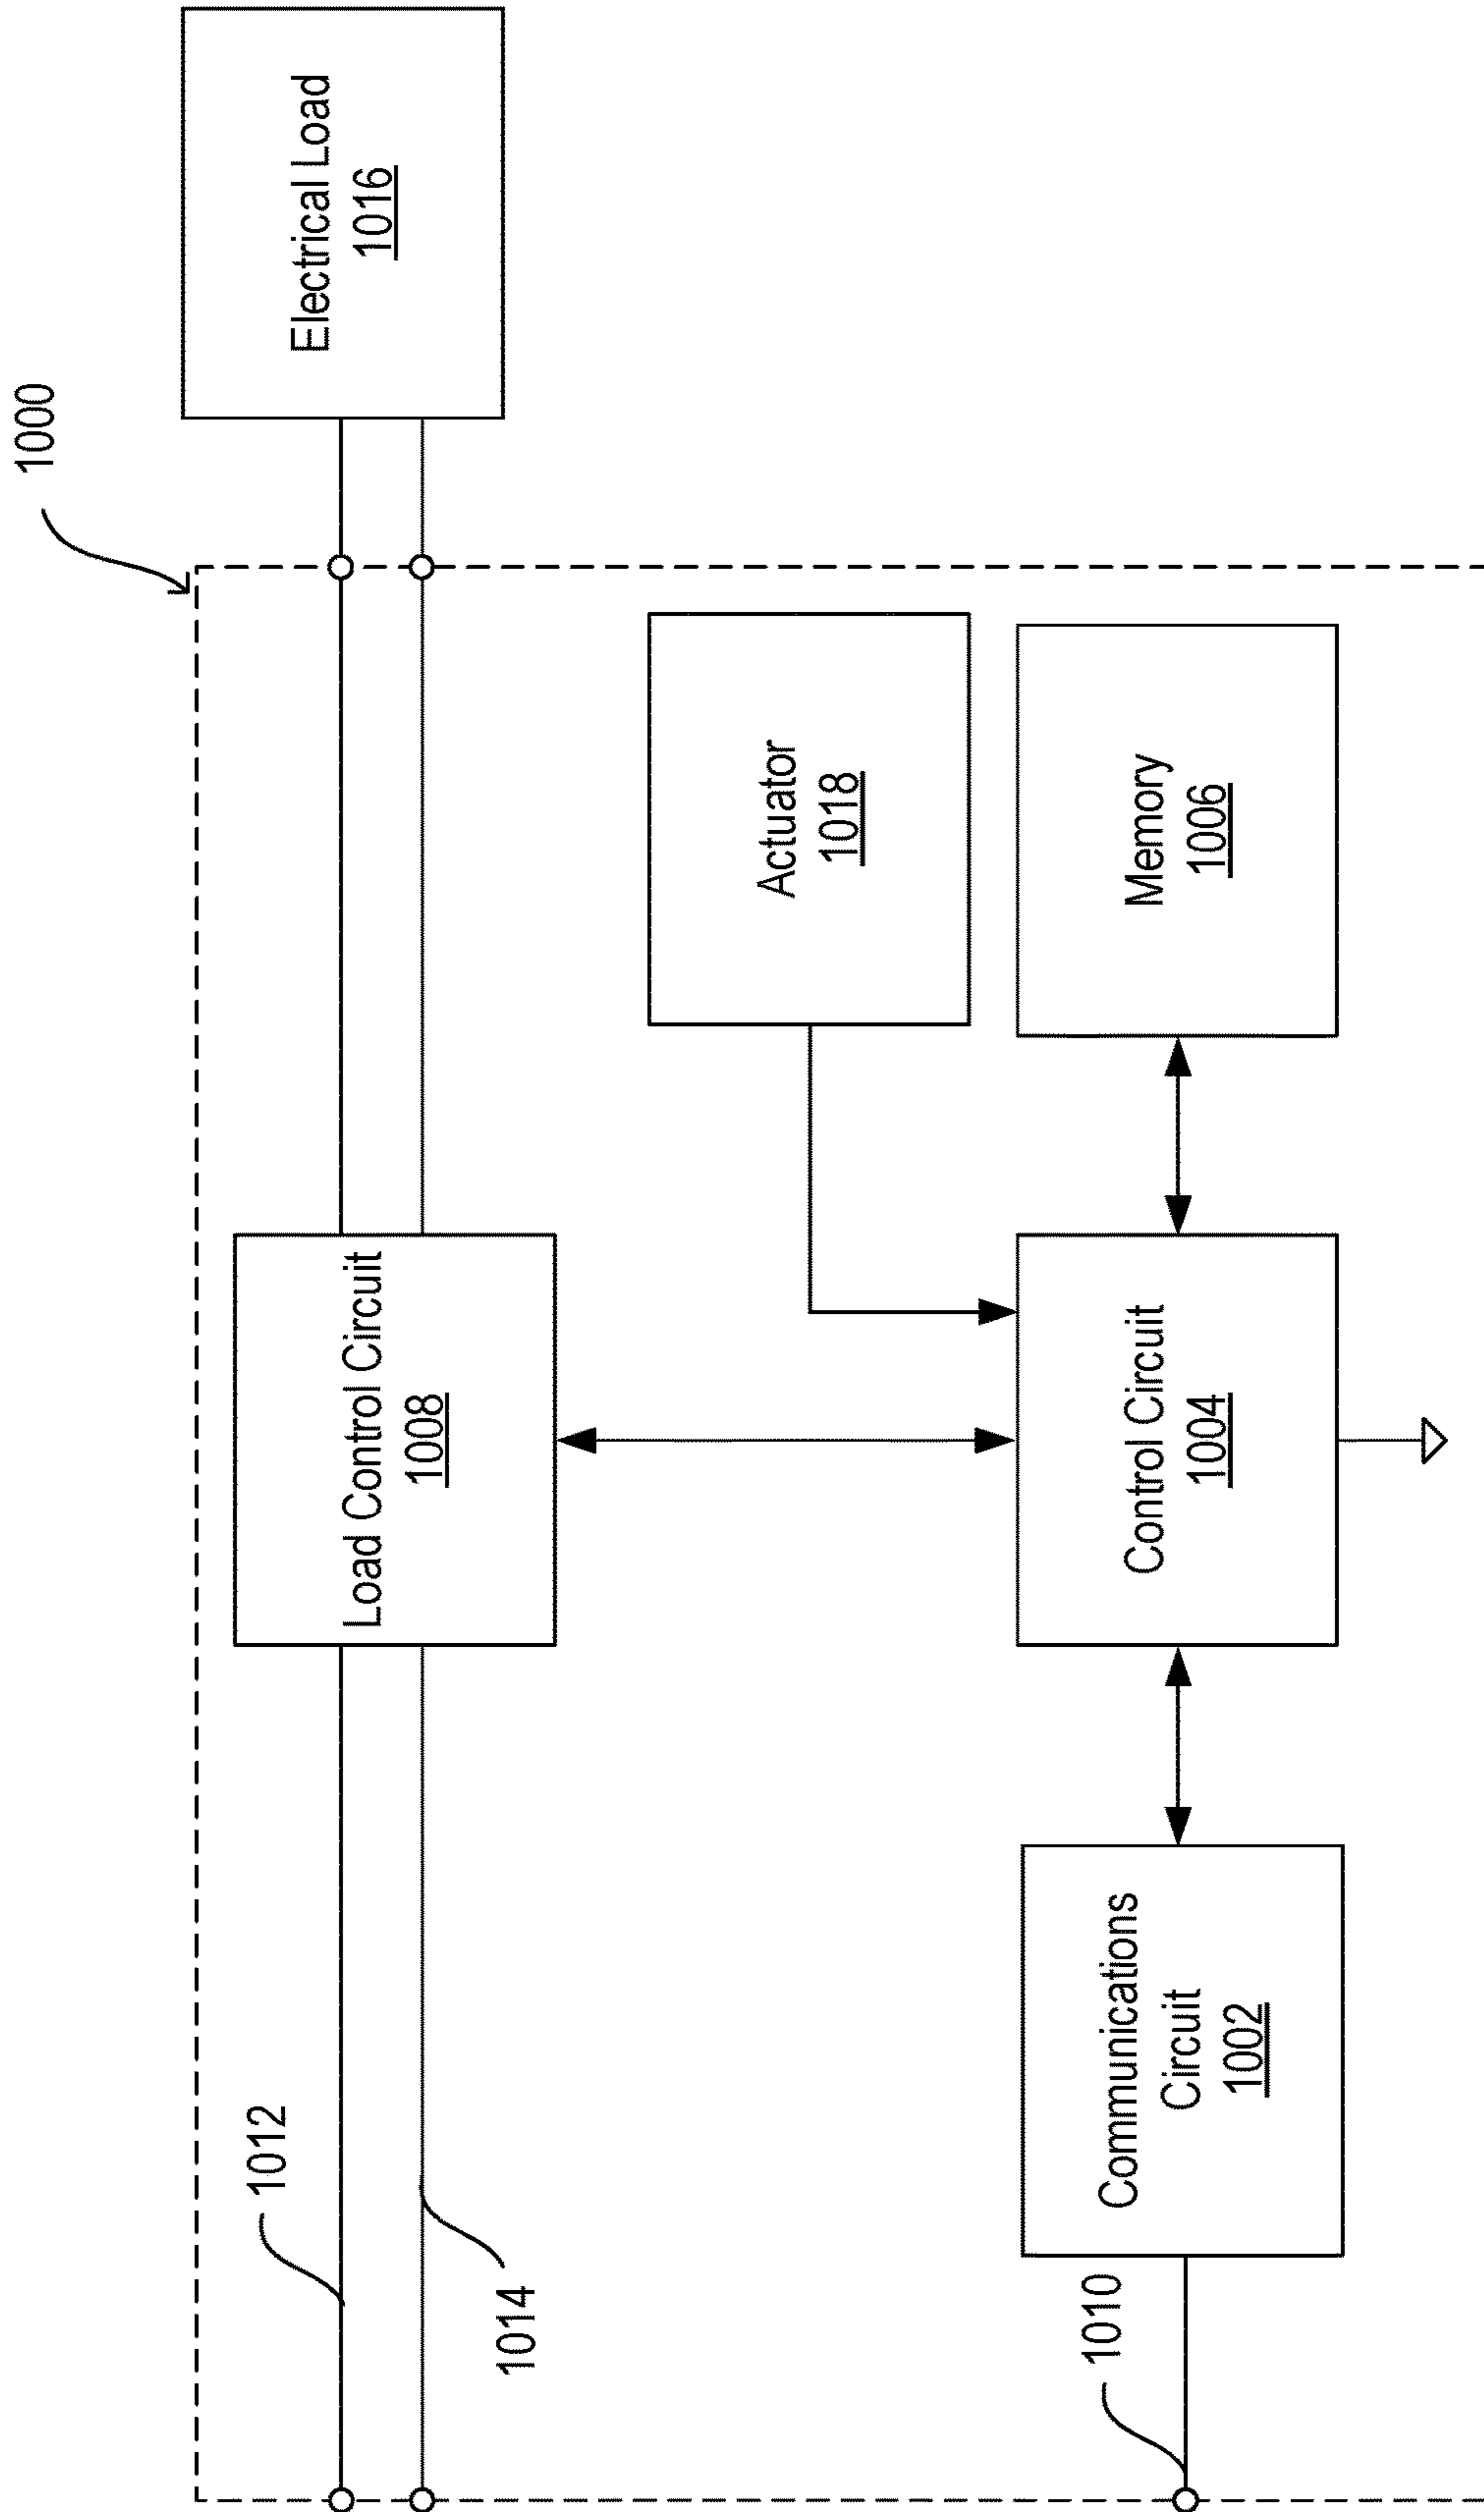 1000
Electrical Load
1016
Load Control Circuit
1008
1012
1014
Actuator
1018
Memory
1006
Control Circuit
1004
Communications
Circuit
1002
1010